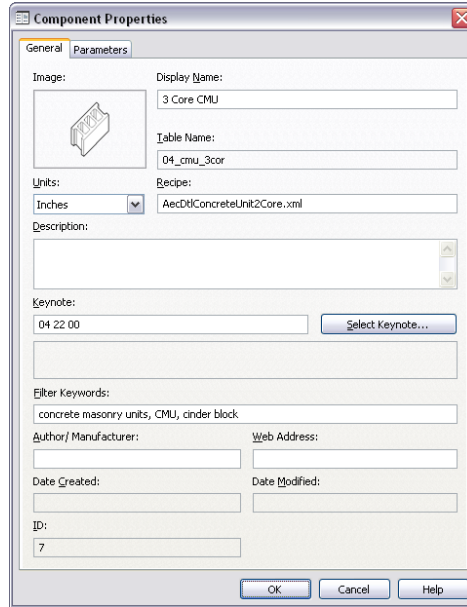 Component Properties
General Parameters
Image:
Display Name:
3 Core CMU
Table Name:
04_cmu_3cor
Units:
Recipe:
Inches
AecDtlConcreteUnit2Core.xml
Description:
Keynote:
04 22 00
Select Keynote...
Filter Keywords:
concrete masonry units, CMU, cinder block
Author/ Manufacturer:
Web Address:
Date Created:
Date Modified:
ID:
7
OK Cancel Help